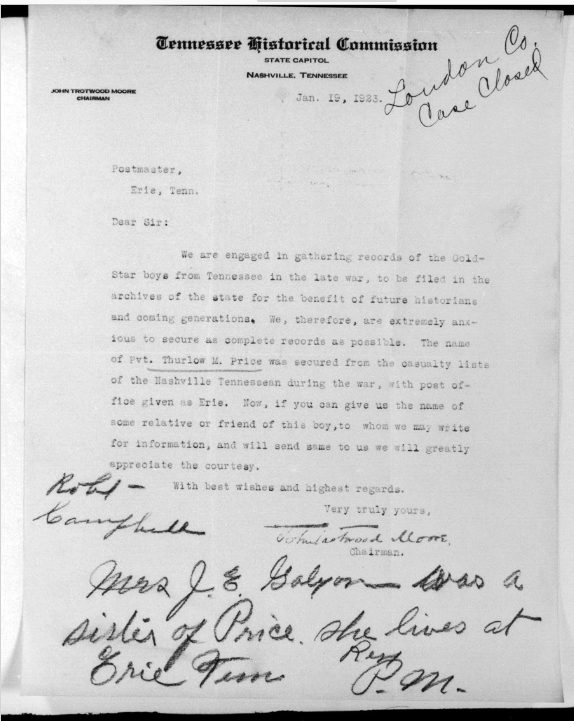 Tennessee Historical Commission
STATE CAPITOL
NASHVILLE, TENNESSEE
JOHN TROTWOOD MOORE
CHAIRMAN
Jan. 19, 1923.
Loudon Co.
Case Closed
Postmaster,
Erie, Tenn.
Dear Sir:
We are engaged in gathering records of the Gold-
Star boys from Tennessee in the late war, to be filed in the
archives of the state for the benefit of future historians
and coming generations. We, therefore, are extremely anx-
ious to secure as complete records as possible. The name
of Pvt. Thurlow M. Price was secured from the casualty lists
of the Nashville Tennessean during the war, with post of-
fice given as Erie. Now, if you can give us the name of
some relative or friend of this boy,to whom we may write
for information, and will send same to us we will greatly
appreciate the courtesy.
With best wishes and highest regards.
Very truly yours,
John Trotwood Moore,
Chairman.
Robt
Campbell
Mrs J. E. Galyon was a
sister of Price. she lives at
Erie Tenn
P.M.